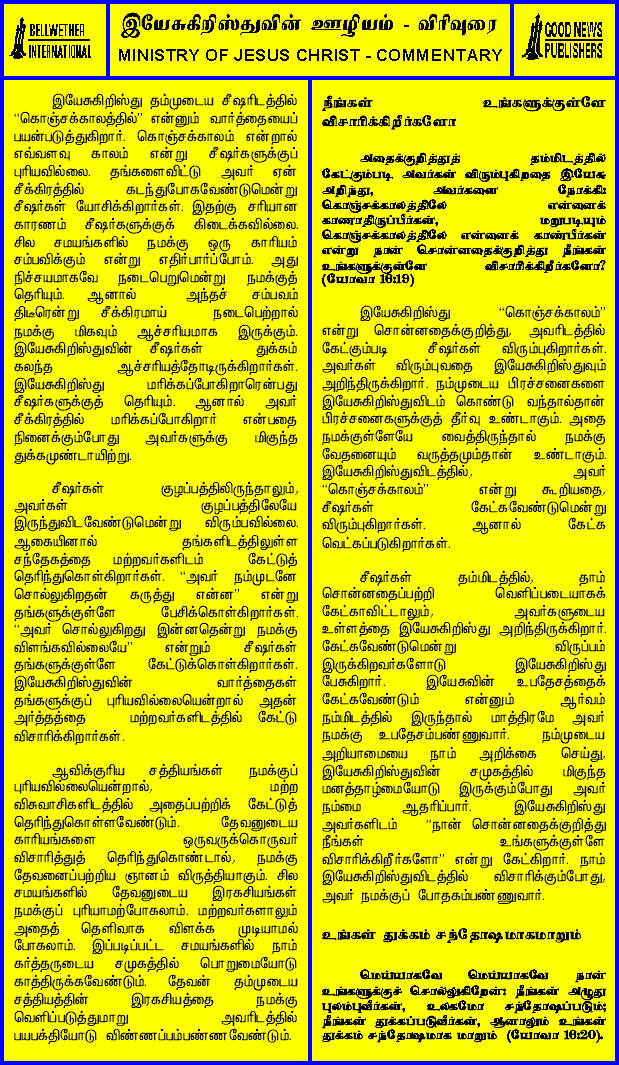 BELLWETHER
INTERNATIONAL
இயேசுகிறிஸ்துவின் ஊழியம் - விரிவுரை
MINISTRY OF JESUS CHRIST - COMMENTARY
GOOD NEWS
PUBLISHERS
இயேசுகிறிஸ்து தம்முடைய சீஷரிடத்தில்
“கொஞ்சக்காலத்தில்” என்னும் வார்த்தையைப்
பயன்படுத்துகிறார். கொஞ்சக்காலம் என்றால்
எவ்வளவு காலம் என்று சீஷர்களுக்குப்
புரியவில்லை. தங்களைவிட்டு அவர் ஏன்
சீக்கிரத்தில் கடந்துபோகவேண்டுமென்று
சீஷர்கள் யோசிக்கிறார்கள். இதற்கு சரியான
காரணம் சீஷர்களுக்குக் கிடைக்கவில்லை.
சில சமயங்களில் நமக்கு ஒரு காரியம்
சம்பவிக்கும் என்று எதிர்பார்ப்போம். அது
நிச்சயமாகவே நடைபெறுமென்று நமக்குத்
தெரியும். ஆனால் அந்தச் சம்பவம்
திடீரென்று சீக்கிரமாய் நடைபெற்றால்
நமக்கு மிகவும் ஆச்சரியமாக இருக்கும்.
இயேசுகிறிஸ்துவின் சீஷர்கள் துக்கம்
கலந்த ஆச்சரியத்தோடிருக்கிறார்கள்.
இயேசுகிறிஸ்து மரிக்கப்போகிறாரென்பது
சீஷர்களுக்குத் தெரியும். ஆனால் அவர்
சீக்கிரத்தில் மரிக்கப்போகிறார் என்பதை
நினைக்கும்போது அவர்களுக்கு மிகுந்த
துக்கமுண்டாயிற்று.
சீஷர்கள் குழப்பத்திலிருந்தாலும்,
அவர்கள் குழப்பத்திலேயே
இருந்துவிடவேண்டுமென்று விரும்பவில்லை.
ஆகையினால் தங்களிடத்திலுள்ள
சந்தேகத்தை மற்றவர்களிடம் கேட்டுத்
தெரிந்துகொள்கிறார்கள். “அவர் நம்முடனே
சொல்லுகிறதன் கருத்து என்ன” என்று
தங்களுக்குள்ளே பேசிக்கொள்கிறார்கள்.
“அவர் சொல்லுகிறது இன்னதென்று நமக்கு
விளங்கவில்லையே” என்றும் சீஷர்கள்
தங்களுக்குள்ளே கேட்டுக்கொள்கிறார்கள்.
இயேசுகிறிஸ்துவின் வார்த்தைகள்
தங்களுக்குப் புரியவில்லையென்றால் அதன்
அர்த்தத்தை மற்றவர்களிடத்தில் கேட்டு
விசாரிக்கிறார்கள்.
ஆவிக்குரிய சத்தியங்கள் நமக்குப்
புரியவில்லையென்றால், மற்ற
விசுவாசிகளிடத்தில் அதைப்பற்றிக் கேட்டுத்
தெரிந்துகொள்ளவேண்டும். தேவனுடைய
காரியங்களை ஒருவருக்கொருவர்
விசாரித்துத் தெரிந்துகொண்டால், நமக்கு
தேவனைப்பற்றிய ஞானம் விருத்தியாகும். சில
சமயங்களில் தேவனுடைய இரகசியங்கள்
நமக்குப் புரியாமற்போகலாம். மற்றவர்களாலும்
அதைத் தெளிவாக விளக்க முடியாமல்
போகலாம். இப்படிப்பட்ட சமயங்களில் நாம்
கர்த்தருடைய சமுகத்தில் பொறுமையோடு
காத்திருக்கவேண்டும். தேவன் தம்முடைய
சத்தியத்தின் இரகசியத்தை நமக்கு
வெளிப்படுத்துமாறு அவரிடத்தில்
பயபக்தியோடு விண்ணப்பம்பண்ணவேண்டும்.
நீங்கள் உங்களுக்குள்ளே
விசாரிக்கிறீர்களோ
அதைக்குறித்துத் தம்மிடத்தில்
கேட்கும்படி அவர்கள் விரும்புகிறதை இயேசு
அறிந்து, அவர்களை நோக்கி:
கொஞ்சக்காலத்திலே என்னைக்
காணாதிருப்பீர்கள், மறுபடியும்
கொஞ்சக்காலத்திலே என்னைக் காண்பீர்கள்
என்று நான் சொன்னதைக்குறித்து நீங்கள்
உங்களுக்குள்ளே விசாரிக்கிறீர்களோ?
(யோவா 16:19)
இயேசுகிறிஸ்து “கொஞ்சக்காலம்”
என்று சொன்னதைக்குறித்து, அவரிடத்தில்
கேட்கும்படி சீஷர்கள் விரும்புகிறார்கள்.
அவர்கள் விரும்புவதை இயேசுகிறிஸ்துவும்
அறிந்திருக்கிறார். நம்முடைய பிரச்சனைகளை
இயேசுகிறிஸ்துவிடம் கொண்டு வந்தால்தான்
பிரச்சனைகளுக்குத் தீர்வு உண்டாகும். அதை
நமக்குள்ளேயே வைத்திருந்தால் நமக்கு
வேதனையும் வருத்தமும்தான் உண்டாகும்.
இயேசுகிறிஸ்துவிடத்தில், அவர்
“கொஞ்சக்காலம்” என்று கூறியதை,
சீஷர்கள் கேட்கவேண்டுமென்று
விரும்புகிறார்கள். ஆனால் கேட்க
வெட்கப்படுகிறார்கள்.
சீஷர்கள் தம்மிடத்தில், தாம்
சொன்னதைப்பற்றி வெளிப்படையாகக்
கேட்காவிட்டாலும், அவர்களுடைய
உள்ளத்தை இயேசுகிறிஸ்து அறிந்திருக்கிறார்.
கேட்கவேண்டுமென்று விருப்பம்
இருக்கிறவர்களோடு இயேசுகிறிஸ்து
பேசுகிறார். இயேசுவின் உபதேசத்தைக்
கேட்கவேண்டும் என்னும் ஆர்வம்
நம்மிடத்தில் இருந்தால் மாத்திரமே அவர்
நமக்கு உபதேசம்பண்ணுவார். நம்முடைய
அறியாமையை நாம் அறிக்கை செய்து,
இயேசுகிறிஸ்துவின் சமுகத்தில் மிகுந்த
மனத்தாழ்மையோடு இருக்கும்போது அவர்
நம்மை ஆதரிப்பார். இயேசுகிறிஸ்து
அவர்களிடம் “நான் சொன்னதைக்குறித்து
நீங்கள் உங்களுக்குள்ளே
விசாரிக்கிறீர்களோ” என்று கேட்கிறார். நாம்
இயேசுகிறிஸ்துவிடத்தில் விசாரிக்கும்போது,
அவர் நமக்குப் போதகம்பண்ணுவார்.
உங்கள் துக்கம் சந்தோஷமாகமாறும்
மெய்யாகவே மெய்யாகவே நான்
உங்களுக்குச் சொல்லுகிறேன்: நீங்கள் அழுது
புலம்புவீர்கள், உலகமோ சந்தோஷப்படும்;
நீங்கள் துக்கப்படுவீர்கள், ஆனாலும் உங்கள்
துக்கம் சந்தோஷமாக மாறும் (யோவா 16:20).